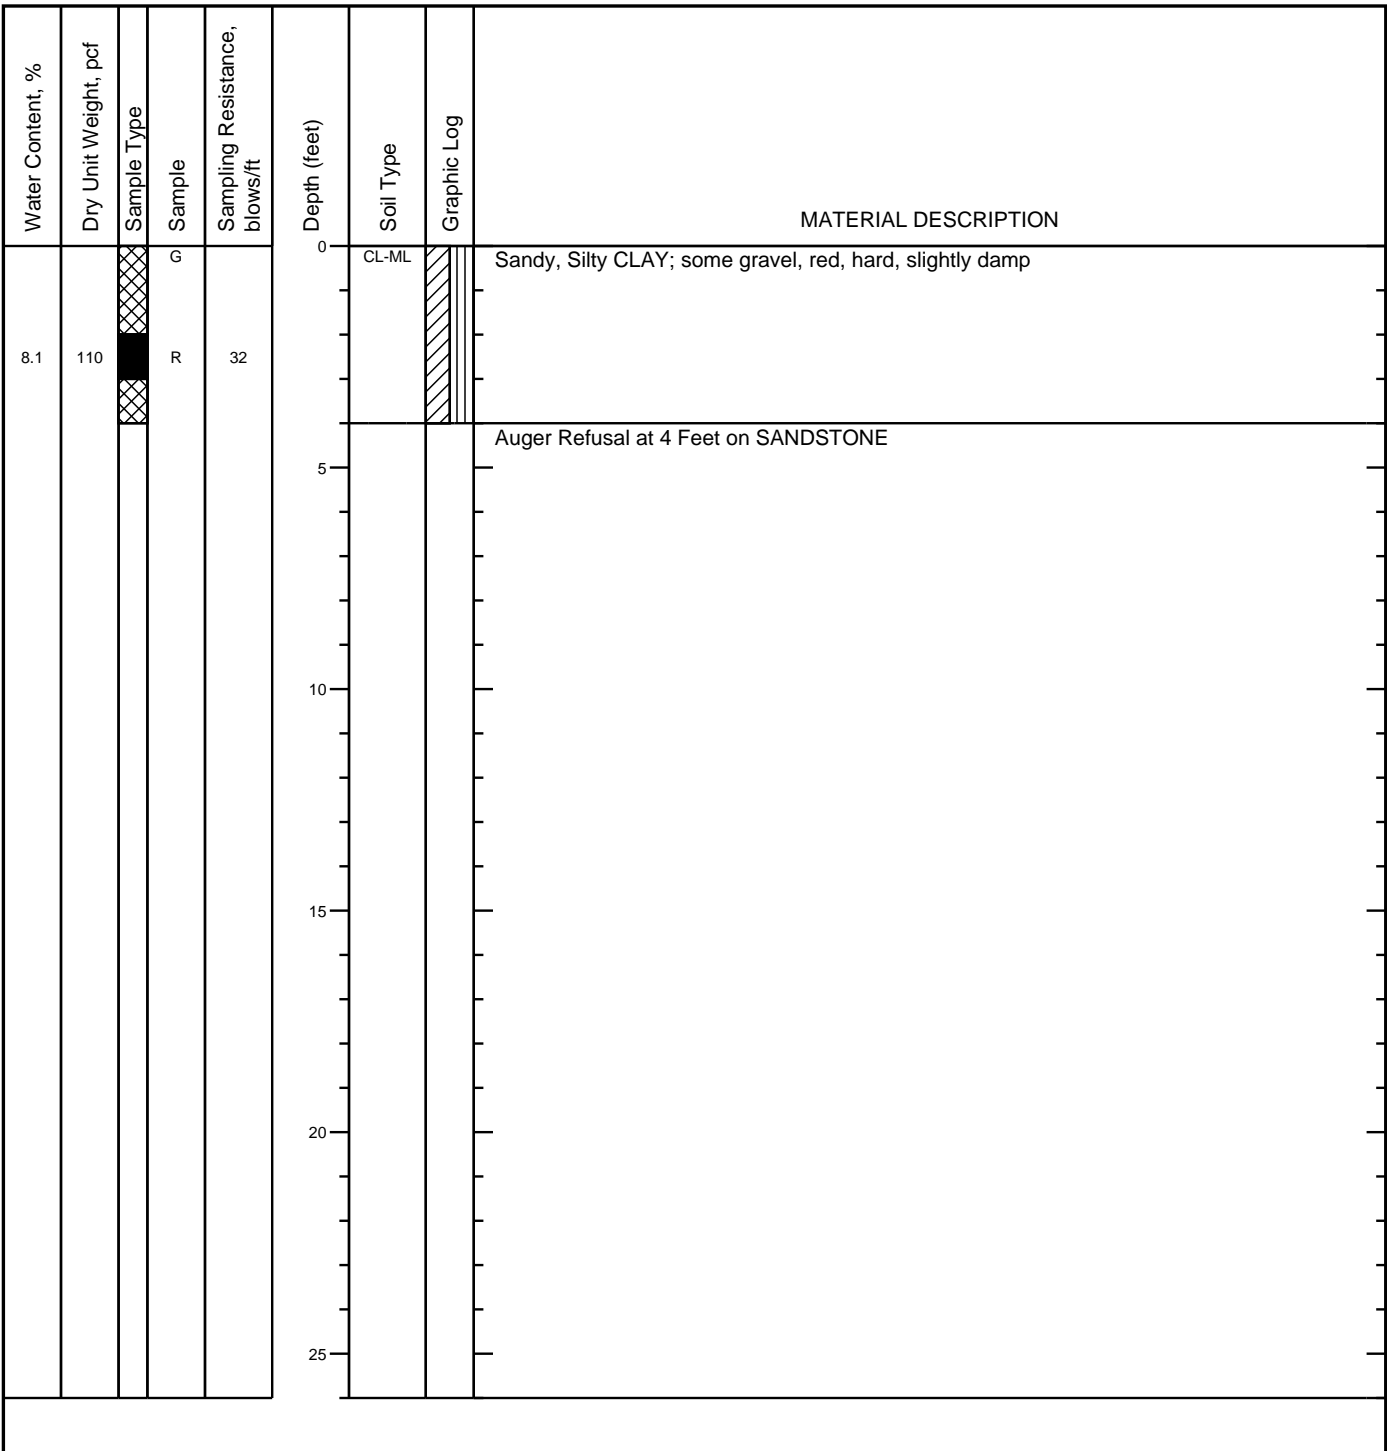 Water Content, %
Dry Unit Weight, pcf
Sample Type
Sample
Sampling Resistance,
blows/ft
Depth (feet)
Soil Type
Graphic Log
MATERIAL DESCRIPTION
0
G
CL-ML
Sandy, Silty CLAY; some gravel, red, hard, slightly damp
8.1
110
R
32
Auger Refusal at 4 Feet on SANDSTONE
5
10
15
20
25